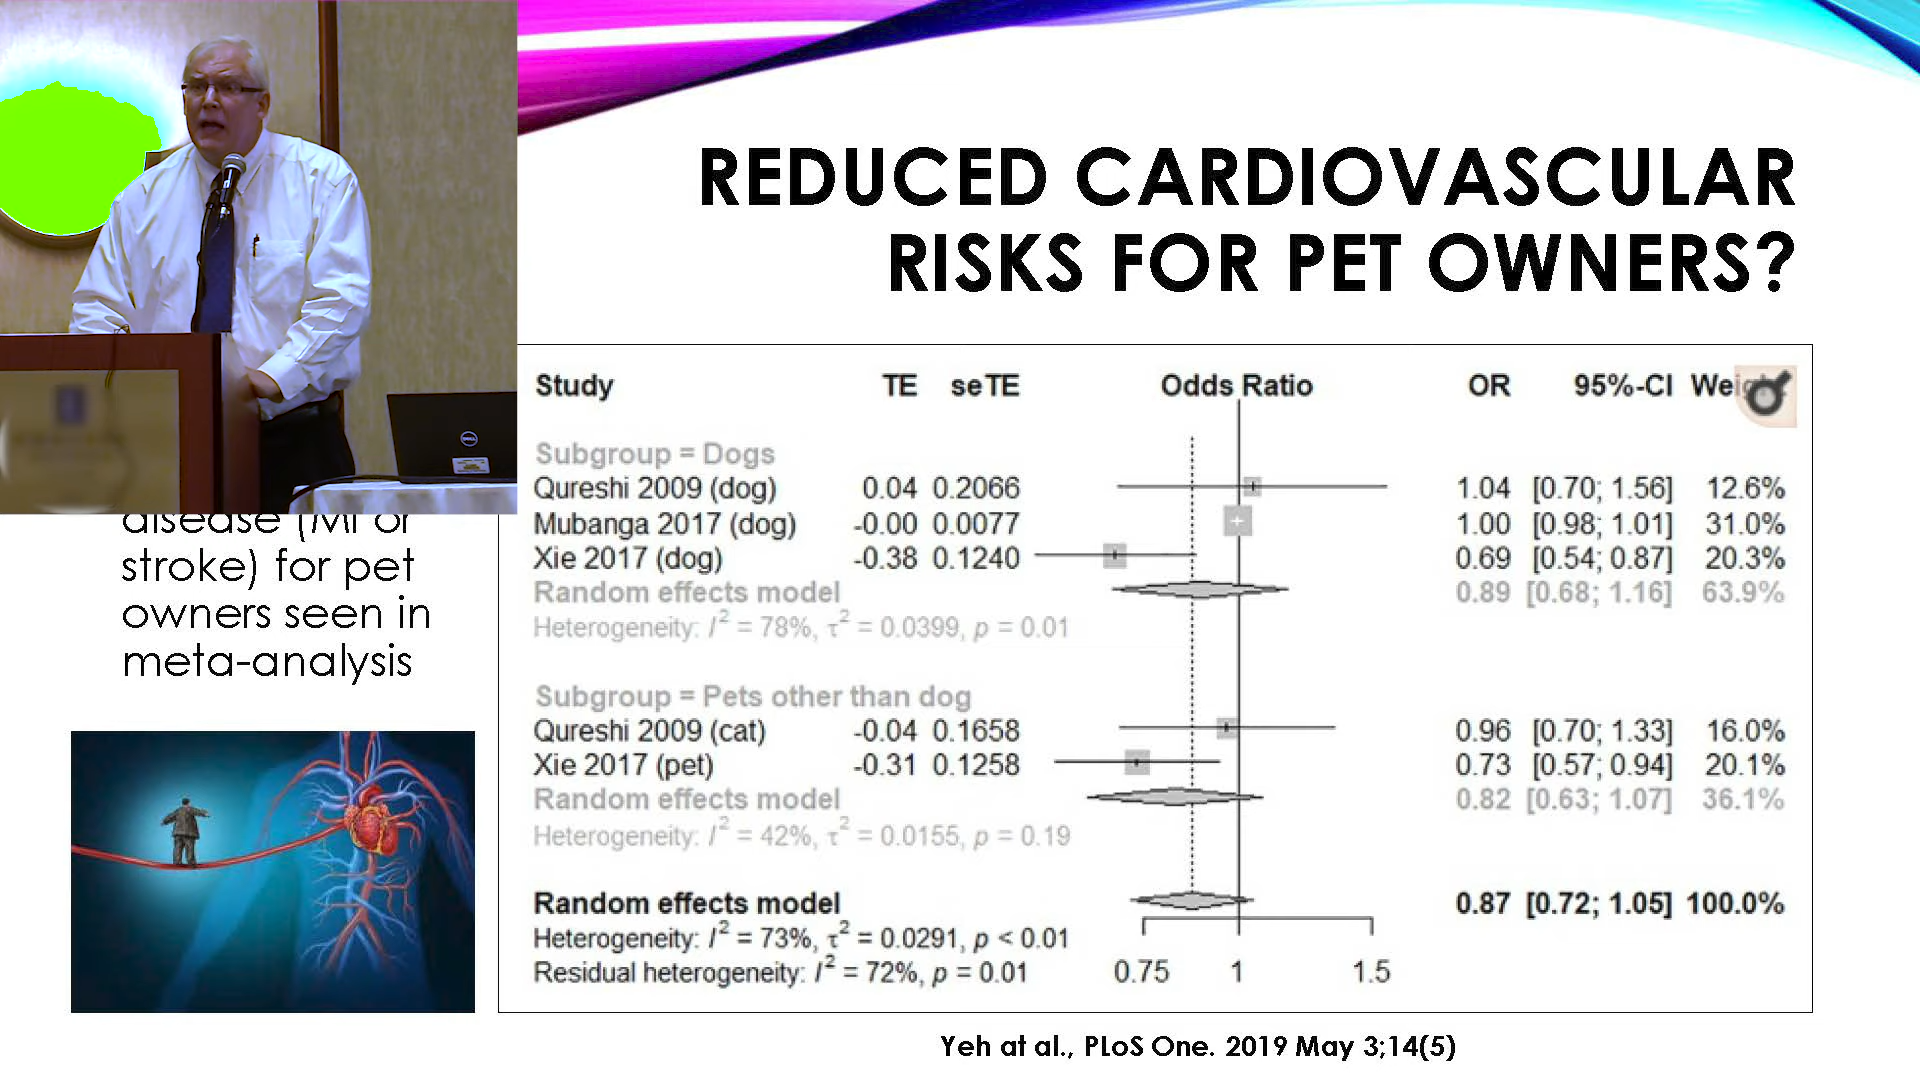 REDUCED CARDIOVASCULAR
RISKS FOR PET OWNERS?
disease (MI or
stroke) for pet
owners seen in
meta-analysis
Study TE seTE Odds Ratio OR 95%-CI
Subgroup = Dogs
Qureshi 2009 (dog) 0.04 0.2066 1.04 [0.70; 1.56] 12.6%
Mubanga 2017 (dog) -0.00 0.0077 1.00 [0.98; 1.01] 31.0%
Xie 2017 (dog) -0.38 0.1240 0.69 [0.54; 0.87] 20.3%
Random effects model 0.89 [0.68; 1.16] 63.9%
Heterogeneity: I² = 78%, τ² = 0.0399, p = 0.01
Subgroup = Pets other than dog
Qureshi 2009 (cat) -0.04 0.1658 0.96 [0.70; 1.33] 16.0%
Xie 2017 (pet) -0.31 0.1258 0.73 [0.57; 0.94] 20.1%
Random effects model 0.82 [0.63; 1.07] 36.1%
Heterogeneity: I² = 42%, τ² = 0.0155, p = 0.19
Random effects model 0.87 [0.72; 1.05] 100.0%
Heterogeneity: I² = 73%, τ² = 0.0291, p < 0.01
Residual heterogeneity: I² = 72%, p = 0.01
0.75 1 1.5
Yeh at al., PLoS One. 2019 May 3;14(5)
DELL